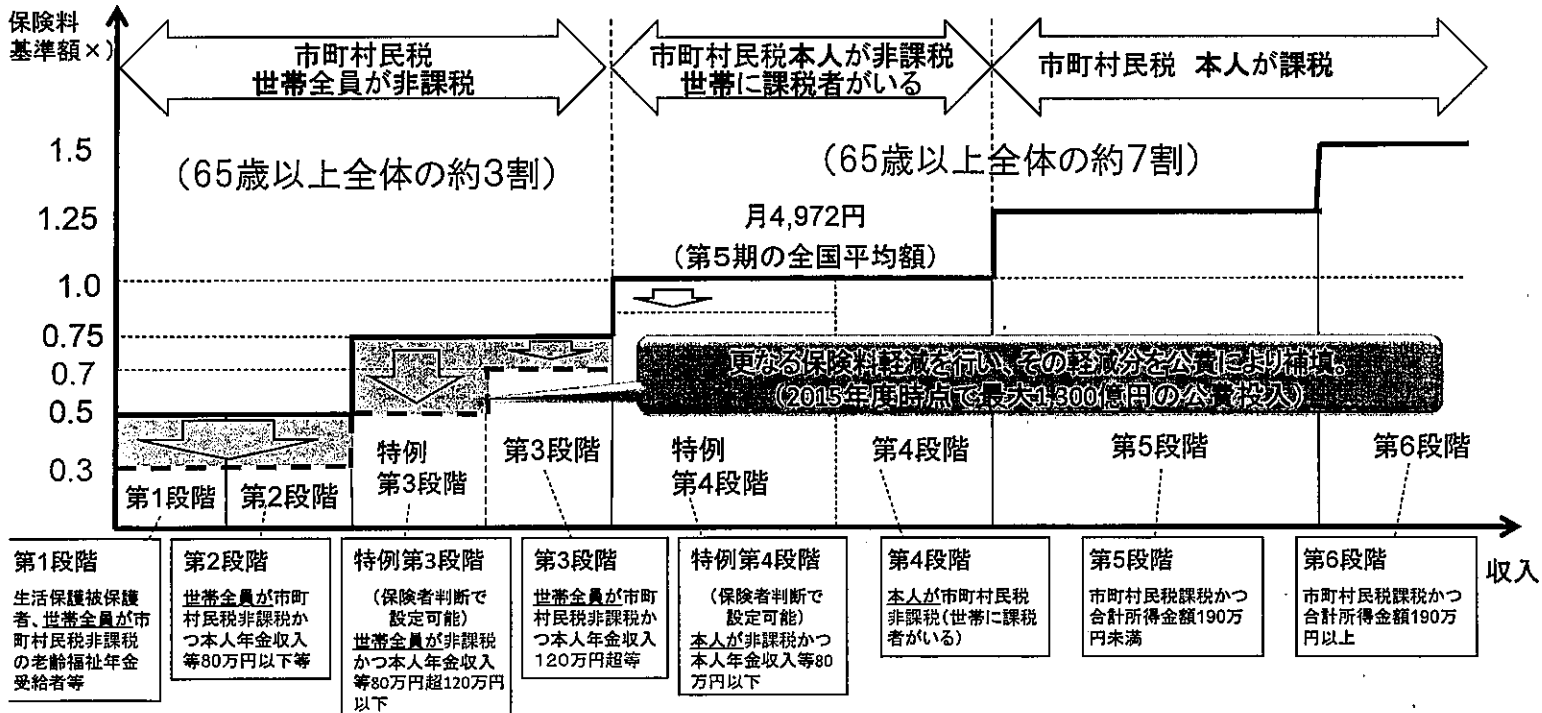 保険料
基準額×)
市町村民税
世帯全員が非課税
市町村民税本人が非課税
世帯に課税者がいる
市町村民税 本人が課税
(65歳以上全体の約3割)
(65歳以上全体の約7割)
1.5
1.25
1.0
0.75
0.7
0.5
0.3
月4,972円
(第5期の全国平均額)
更なる保険料軽減を行い、その軽減分を公費により補填。
(2015年度時点で最大1,300億円の公費投入)
第1段階
第2段階
特例
第3段階
第3段階
特例
第4段階
第4段階
第5段階
第6段階
収入
第1段階
生活保護被保護
者、世帯全員が市
町村民税非課税
の老齢福祉年金
受給者等
第2段階
世帯全員が市町
村民税非課税か
つ本人年金収入
等80万円以下等
特例第3段階
(保険者判断で
設定可能)
世帯全員が非課税
かつ本人年金収入
等80万円超120万円
以下
第3段階
世帯全員が市町
村民税非課税か
つ本人年金収入
120万円超等
特例第4段階
(保険者判断で
設定可能)
本人が非課税かつ
本人年金収入等80
万円以下
第4段階
本人が市町村民税
非課税(世帯に課税
者がいる)
第5段階
市町村民税課税かつ
合計所得金額190万
円未満
第6段階
市町村民税課税かつ
合計所得金額190万
円以上